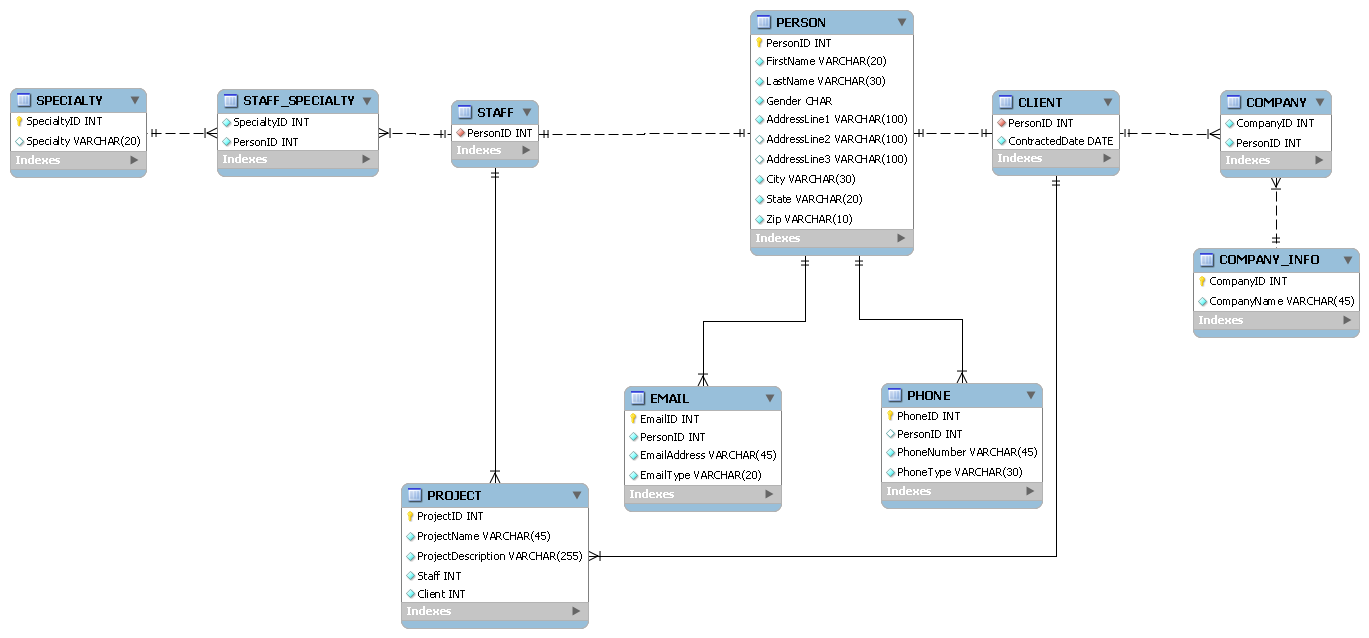 PERSON
PersonID INT
FirstName VARCHAR(20)
LastName VARCHAR(30)
Gender CHAR
AddressLine1 VARCHAR(100)
AddressLine2 VARCHAR(100)
AddressLine3 VARCHAR(100)
City VARCHAR(30)
State VARCHAR(20)
Zip VARCHAR(10)
Indexes
SPECIALTY
SpecialtyID INT
Specialty VARCHAR(20)
Indexes
STAFF_SPECIALTY
SpecialtyID INT
PersonID INT
Indexes
STAFF
PersonID INT
Indexes
CLIENT
PersonID INT
ContractedDate DATE
Indexes
COMPANY
CompanyID INT
PersonID INT
Indexes
COMPANY_INFO
CompanyID INT
CompanyName VARCHAR(45)
Indexes
EMAIL
EmailID INT
PersonID INT
EmailAddress VARCHAR(45)
EmailType VARCHAR(20)
Indexes
PHONE
PhoneID INT
PersonID INT
PhoneNumber VARCHAR(45)
PhoneType VARCHAR(30)
Indexes
PROJECT
ProjectID INT
ProjectName VARCHAR(45)
ProjectDescription VARCHAR(255)
Staff INT
Client INT
Indexes